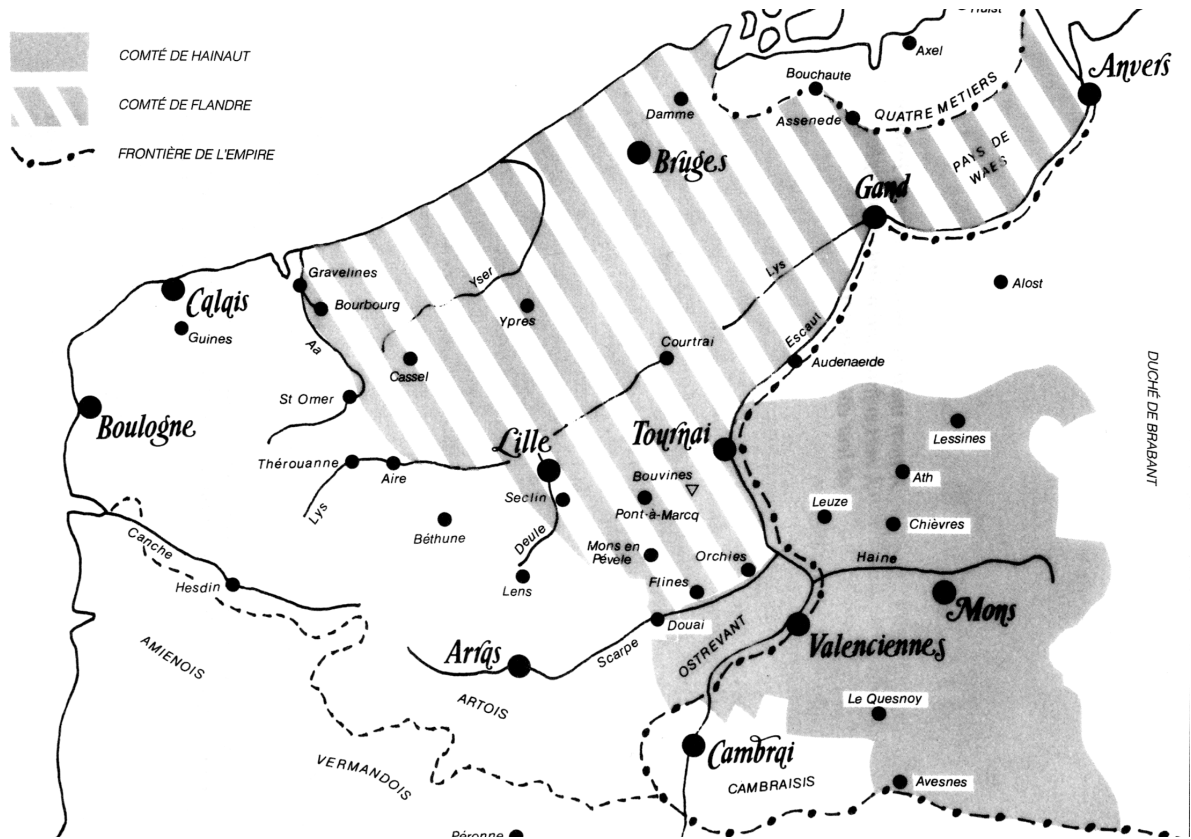 COMTÉ DE HAINAUT
COMTÉ DE FLANDRE
FRONTIÈRE DE L'EMPIRE
Axel
Anvers
Bouchaute
QUATRE METIERS
Damme
Assenede
PAYS DE
WAES
Bruges
Gand
Gravelines
Yser
Lys
Alost
Calais
Bourbourg
Ypres
Escaut
Guines
Aa
Courtrai
Cassel
Audenaerde
DUCHÉ DE BRABANT
St Omer
Boulogne
Lille
Tournai
Lessines
Thérouanne
Aire
Bouvines
Ath
Seclin
Leuze
Lys
Pont-à-Marcq
Chièvres
Béthune
Deule
Canche
Mons en
Pévèle
Orchies
Haine
Hesdin
Lens
Flines
Mons
Douai
OSTREVANT
Valenciennes
AMIENOIS
Arras
Scarpe
ARTOIS
Le Quesnoy
Cambrai
VERMANDOIS
CAMBRAISIS
Avesnes
Péronne